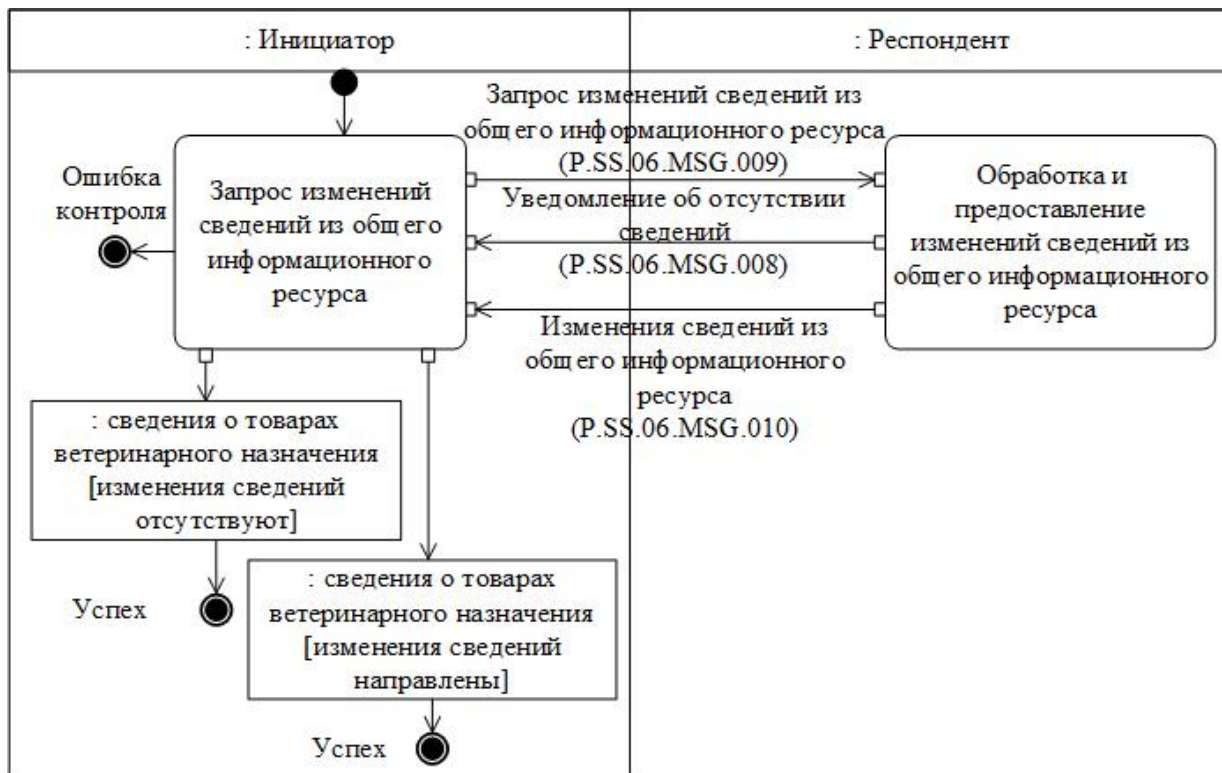 : Инициатор
: Респондент
Запрос изменений сведений из
общего информационного ресурса
(P.SS.06.MSG.009)
Ошибка
контроля
Запрос изменений
сведений из общего
информационного
ресурса
Уведомление об отсутствии
сведений
(P.SS.06.MSG.008)
Обработка и
предоставление
изменений сведений из
общего информационного
ресурса
Изменения сведений из
общего информационного
ресурса
(P.SS.06.MSG.010)
: сведения о товарах
ветеринарного назначения
[изменения сведений
отсутствуют]
Успех
: сведения о товарах
ветеринарного назначения
[изменения сведений
направлены]
Успех